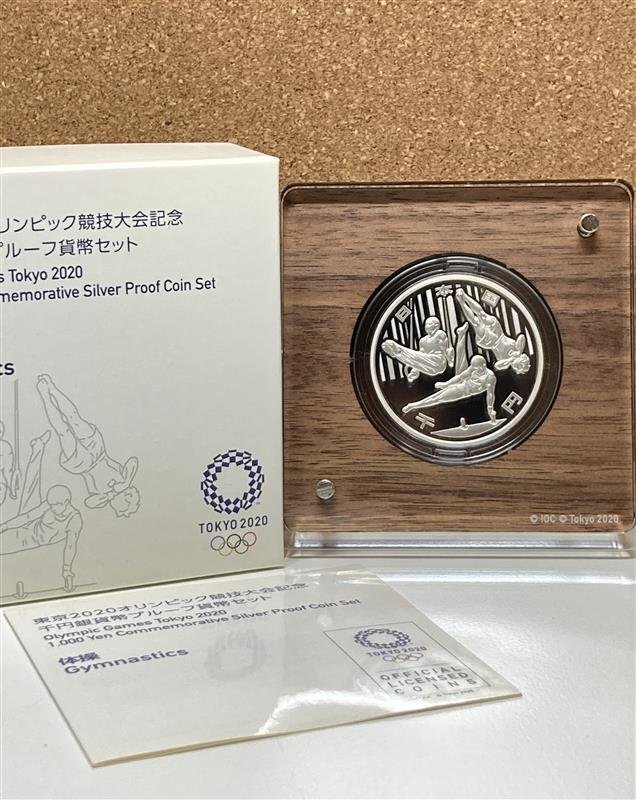 リンピック競技大会記念
プルーフ貨幣セット
s Tokyo 2020
memorative Silver Proof Coin Set
cs
TOKYO 2020
日本国
千円
© IOC © Tokyo 2020
東京2020オリンピック競技大会記念
千円銀貨幣プルーフ貨幣セット
Olympic Games Tokyo 2020
1,000 Yen Commemorative Silver Proof Coin Set
体操
Gymnastics
TOKYO 2020
OFFICIAL
LICENSED
COINS